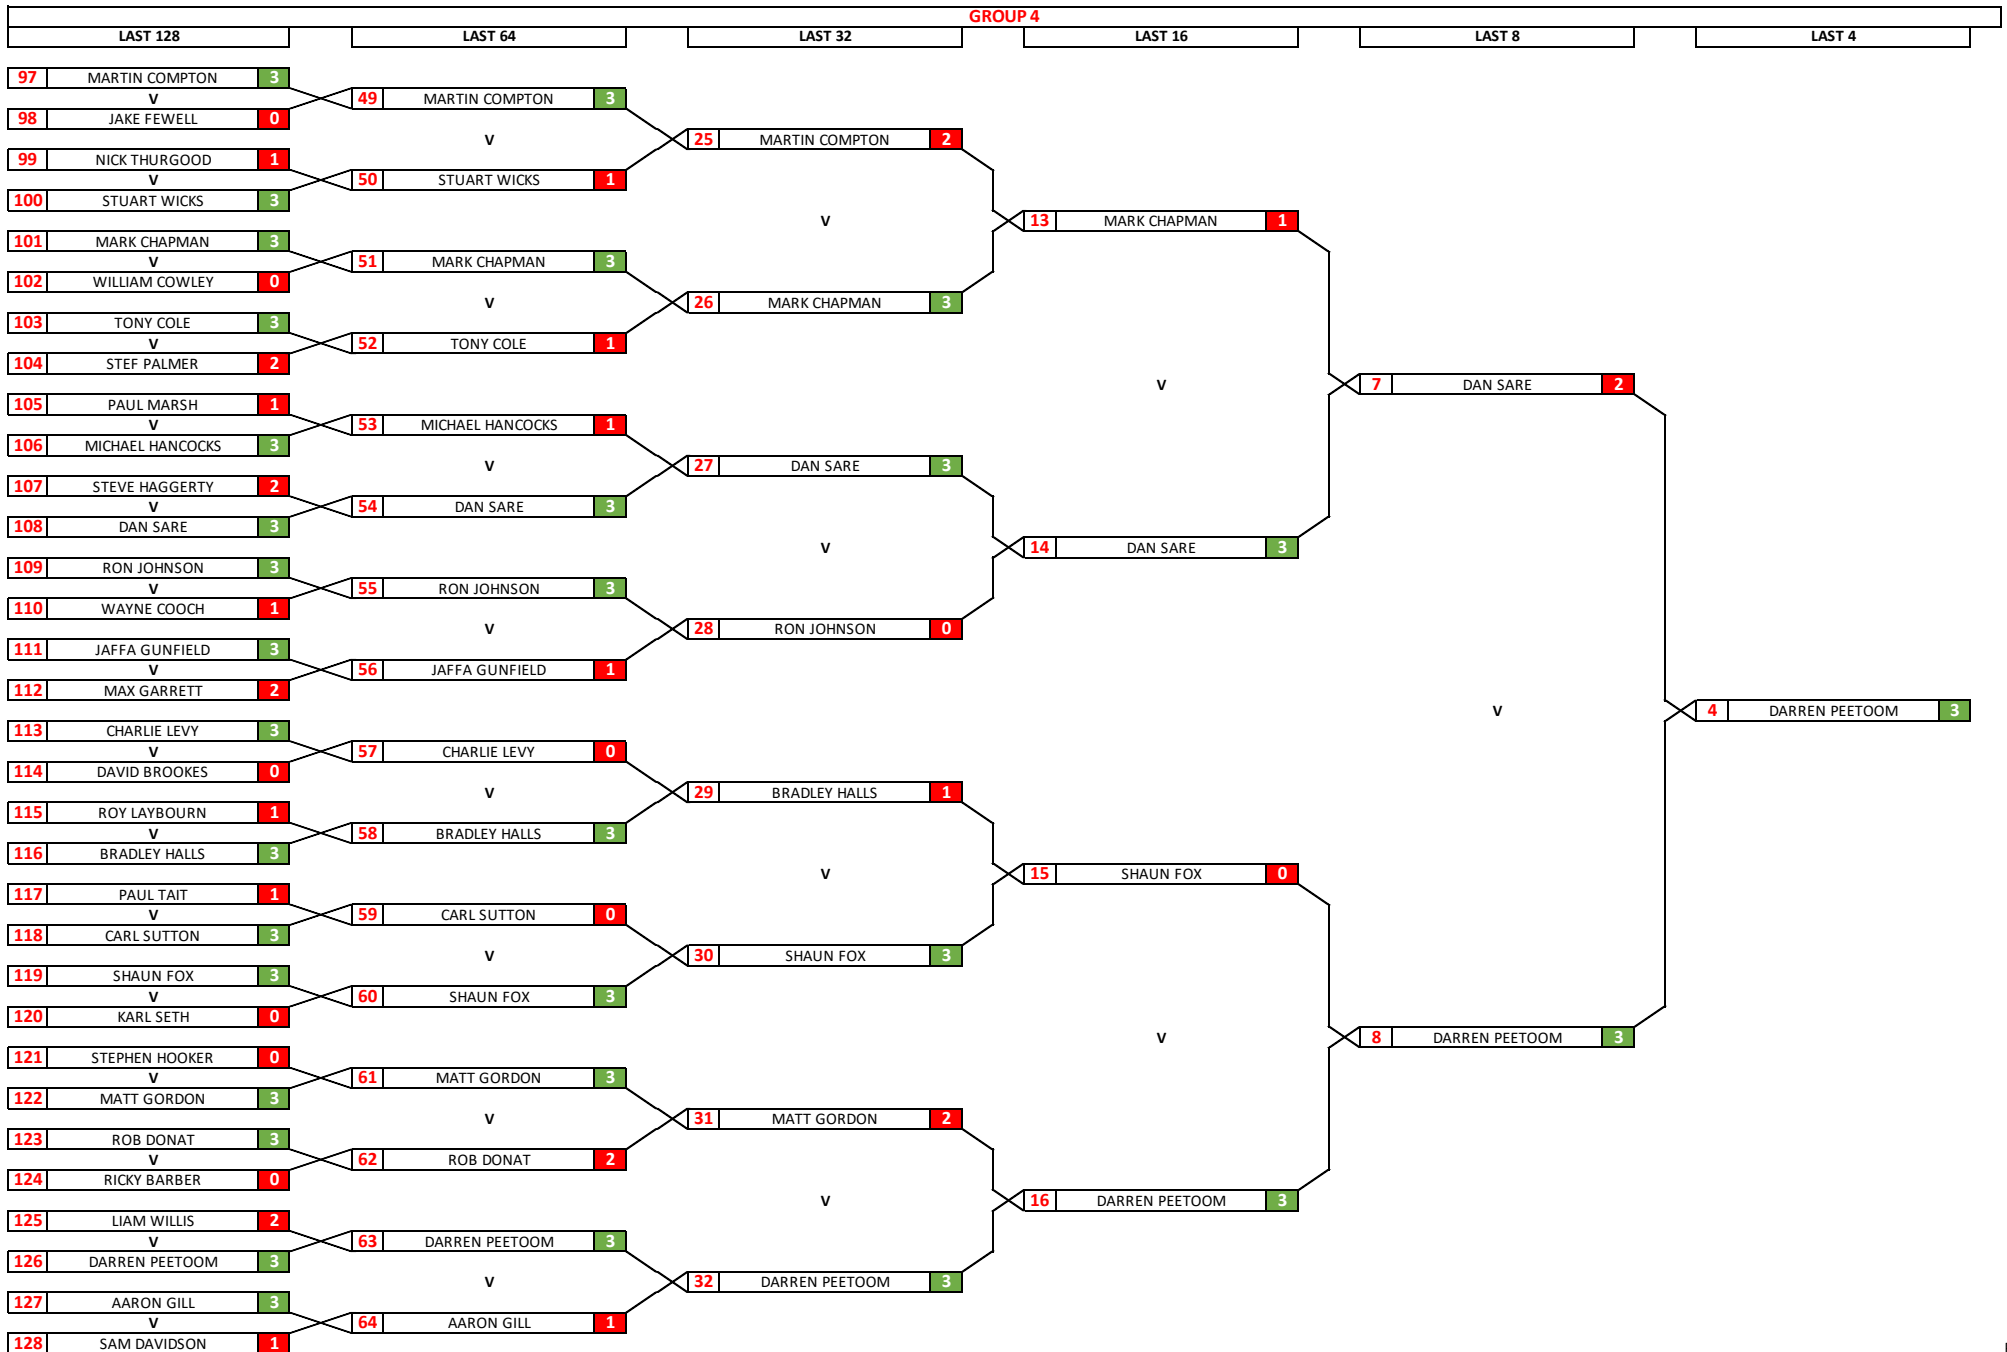 GROUP 4
LAST 128 LAST 64 LAST 32 LAST 16 LAST 8 LAST 4
97 MARTIN COMPTON 3
V
98 JAKE FEWELL 0
99 NICK THURGOOD 1
V
100 STUART WICKS 3
101 MARK CHAPMAN 3
V
102 WILLIAM COWLEY 0
103 TONY COLE 3
V
104 STEF PALMER 2
105 PAUL MARSH 1
V
106 MICHAEL HANCOCKS 3
107 STEVE HAGGERTY 2
V
108 DAN SARE 3
109 RON JOHNSON 3
V
110 WAYNE COOCH 1
111 JAFFA GUNFIELD 3
V
112 MAX GARRETT 2
113 CHARLIE LEVY 3
V
114 DAVID BROOKES 0
115 ROY LAYBOURN 1
V
116 BRADLEY HALLS 3
117 PAUL TAIT 1
V
118 CARL SUTTON 3
119 SHAUN FOX 3
V
120 KARL SETH 0
121 STEPHEN HOOKER 0
V
122 MATT GORDON 3
123 ROB DONAT 3
V
124 RICKY BARBER 0
125 LIAM WILLIS 2
V
126 DARREN PEETOOM 3
127 AARON GILL 3
V
128 SAM DAVIDSON 1
49 MARTIN COMPTON 3
V
50 STUART WICKS 1
51 MARK CHAPMAN 3
V
52 TONY COLE 1
53 MICHAEL HANCOCKS 1
V
54 DAN SARE 3
55 RON JOHNSON 3
V
56 JAFFA GUNFIELD 1
57 CHARLIE LEVY 0
V
58 BRADLEY HALLS 3
59 CARL SUTTON 0
V
60 SHAUN FOX 3
61 MATT GORDON 3
V
62 ROB DONAT 2
63 DARREN PEETOOM 3
V
64 AARON GILL 1
25 MARTIN COMPTON 2
V
26 MARK CHAPMAN 3
27 DAN SARE 3
V
28 RON JOHNSON 0
29 BRADLEY HALLS 1
V
30 SHAUN FOX 3
31 MATT GORDON 2
V
32 DARREN PEETOOM 3
13 MARK CHAPMAN 1
V
14 DAN SARE 3
15 SHAUN FOX 0
V
16 DARREN PEETOOM 3
7 DAN SARE 2
V
8 DARREN PEETOOM 3
4 DARREN PEETOOM 3